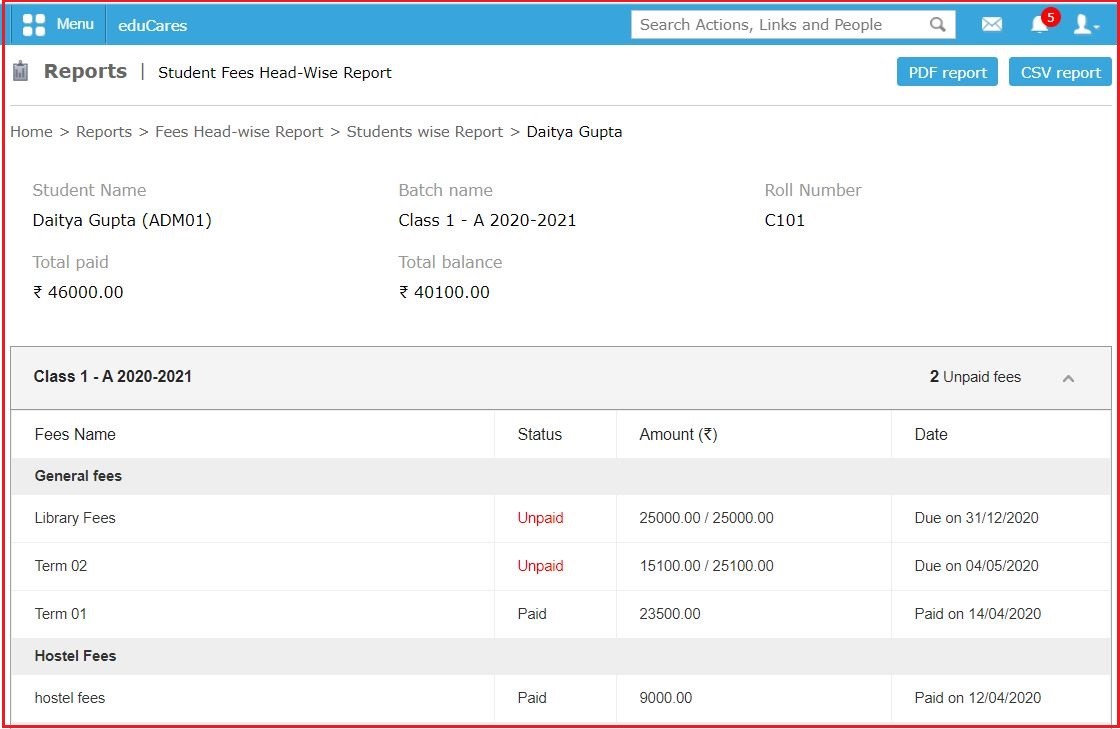 Menu eduCares Search Actions, Links and People 5
Reports | Student Fees Head-Wise Report PDF report CSV report
Home > Reports > Fees Head-wise Report > Students wise Report > Daitya Gupta
Student Name Batch name Roll Number
Daitya Gupta (ADM01) Class 1 - A 2020-2021 C101
Total paid Total balance
₹ 46000.00 ₹ 40100.00
Class 1 - A 2020-2021 2 Unpaid fees
Fees Name Status Amount (₹) Date
General fees
Library Fees Unpaid 25000.00 / 25000.00 Due on 31/12/2020
Term 02 Unpaid 15100.00 / 25100.00 Due on 04/05/2020
Term 01 Paid 23500.00 Paid on 14/04/2020
Hostel Fees
hostel fees Paid 9000.00 Paid on 12/04/2020